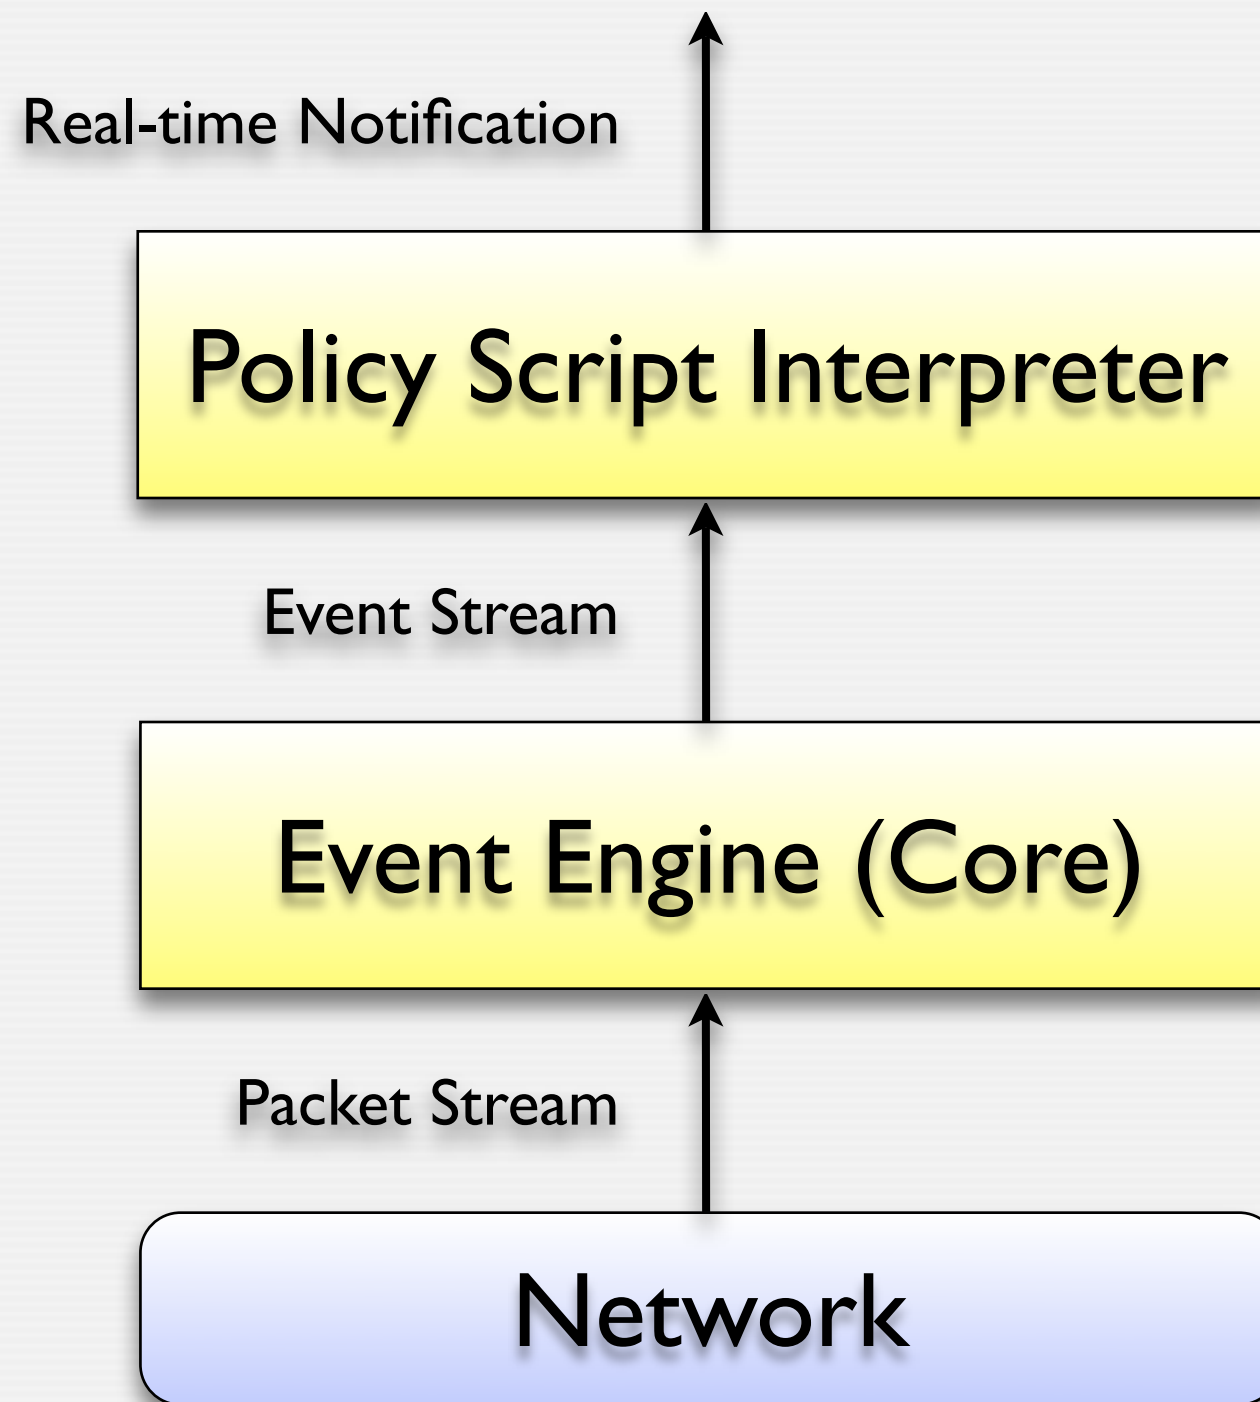 Real-time Notification
Policy Script Interpreter
Event Stream
Event Engine (Core)
Packet Stream
Network